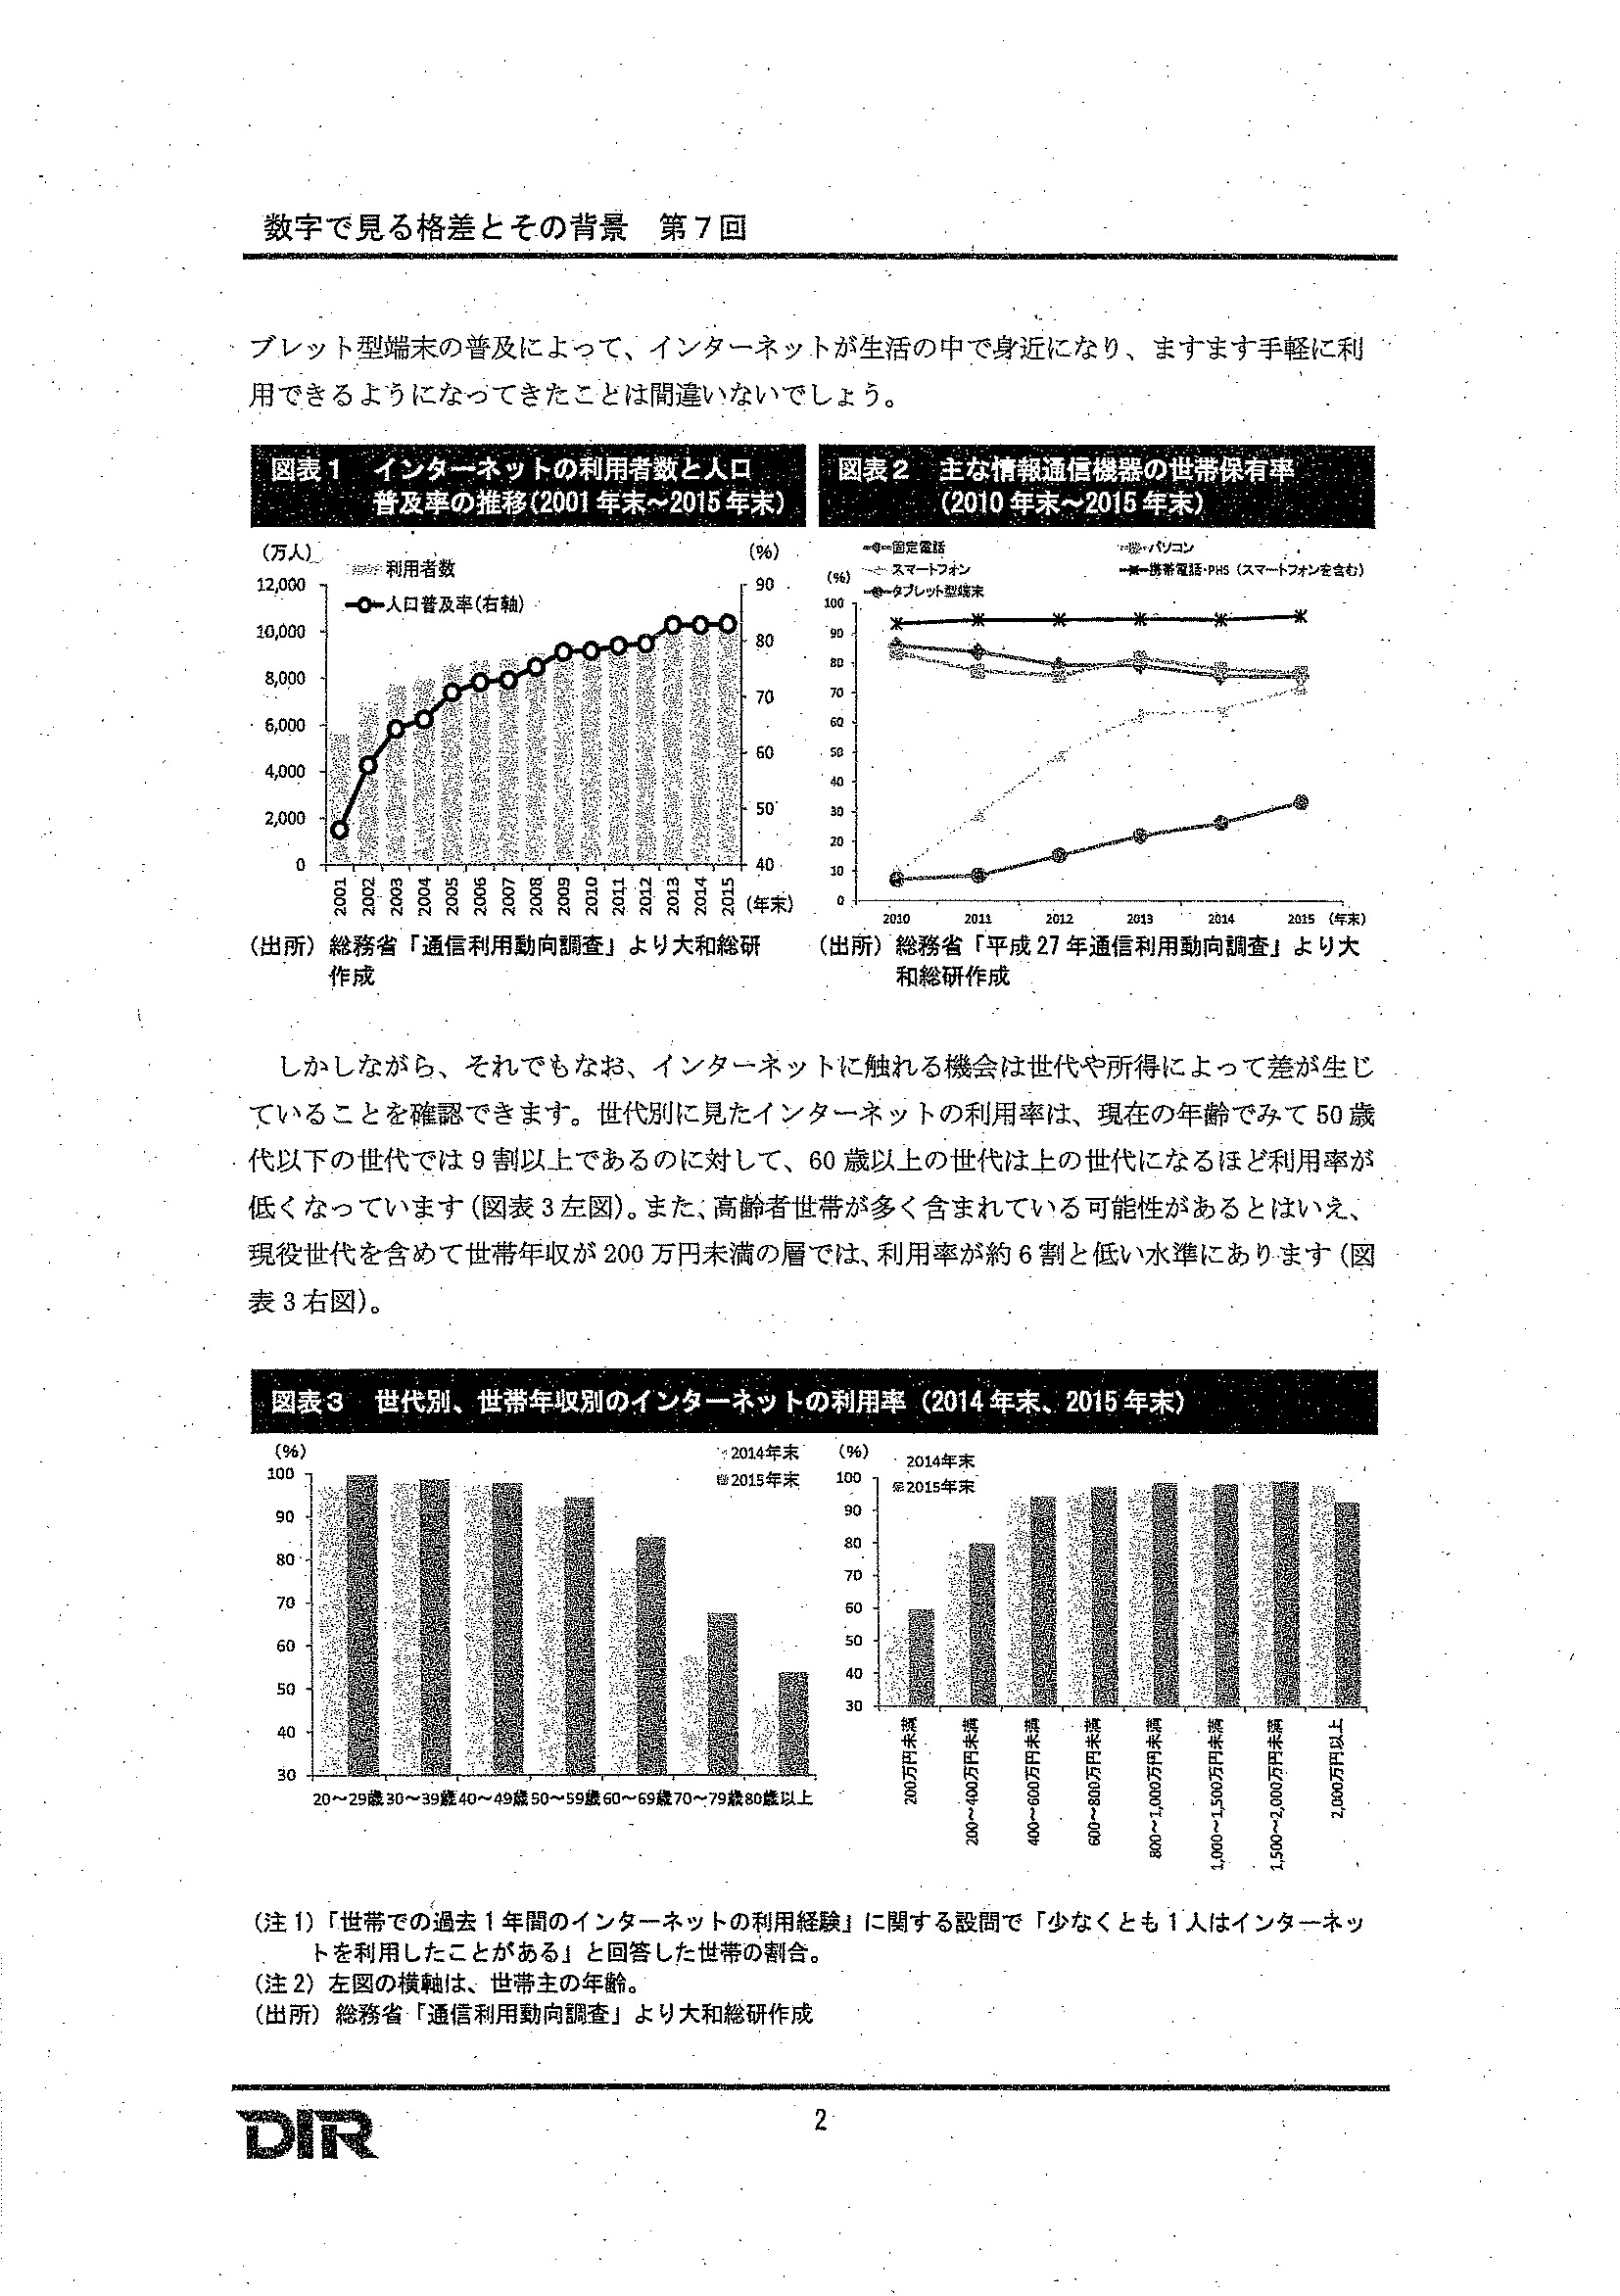 数字で見る格差とその背景　第７回
ブレット型端末の普及によって、インターネットが生活の中で身近になり、ますます手軽に利
用できるようになってきたことは間違いないでしょう。
図表１　インターネットの利用者数と人口
普及率の推移（2001 年末～2015 年末）
（万人）
（%）
利用者数
人口普及率（右軸）
12,000
10,000
8,000
6,000
4,000
2,000
0
90
80
70
60
50
40
2001 2002 2003 2004 2005 2006 2007 2008 2009 2010 2011 2012 2013 2014 2015 （年末）
（出所）総務省「通信利用動向調査」より大和総研
作成
図表２　主な情報通信機器の世帯保有率
（2010 年末～2015 年末）
固定電話
パソコン
スマートフォン
携帯電話・PHS（スマートフォンを含む）
タブレット型端末
（%）
100
90
80
70
60
50
40
30
20
10
0
2010 2011 2012 2013 2014 2015 （年末）
（出所）総務省「平成 27 年通信利用動向調査」より大
和総研作成
しかしながら、それでもなお、インターネットに触れる機会は世代や所得によって差が生じ
ていることを確認できます。世代別に見たインターネットの利用率は、現在の年齢でみて 50 歳
代以下の世代では 9 割以上であるのに対して、60 歳以上の世代は上の世代になるほど利用率が
低くなっています（図表 3 左図）。また、高齢者世帯が多く含まれている可能性があるとはいえ、
現役世代を含めて世帯年収が 200 万円未満の層では、利用率が約 6 割と低い水準にあります（図
表 3 右図）。
図表３　世代別、世帯年収別のインターネットの利用率（2014 年末、2015 年末）
（%）
2014年末
2015年末
100
90
80
70
60
50
40
30
20～29歳 30～39歳 40～49歳 50～59歳 60～69歳 70～79歳 80歳以上
（%）
2014年末
2015年末
100
90
80
70
60
50
40
30
200万円未満
200～400万円未満
400～600万円未満
600～800万円未満
800～1,000万円未満
1,000～1,500万円未満
1,500～2,000万円未満
2,000万円以上
（注 1）「世帯での過去 1 年間のインターネットの利用経験」に関する設問で「少なくとも 1 人はインターネッ
トを利用したことがある」と回答した世帯の割合。
（注 2）左図の横軸は、世帯主の年齢。
（出所）総務省「通信利用動向調査」より大和総研作成
DIR
2